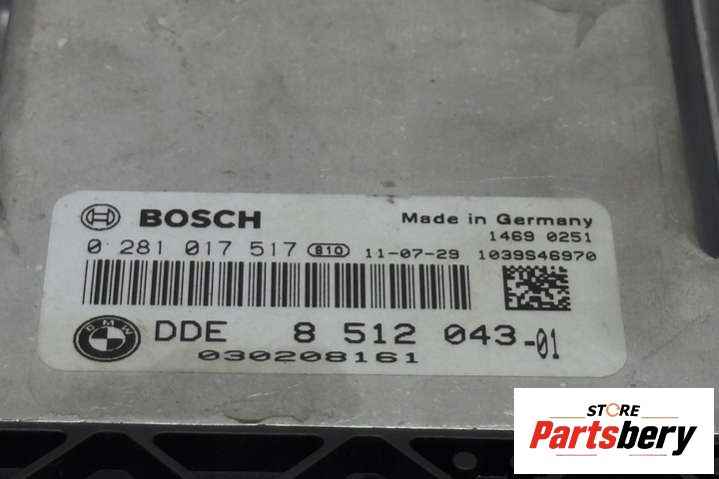 BOSCH Made in Germany
1469 0251
0 281 017 517 810 11-07-29 1039S46970
BMW DDE 8 512 043-01
030208161
STORE
Partsbery